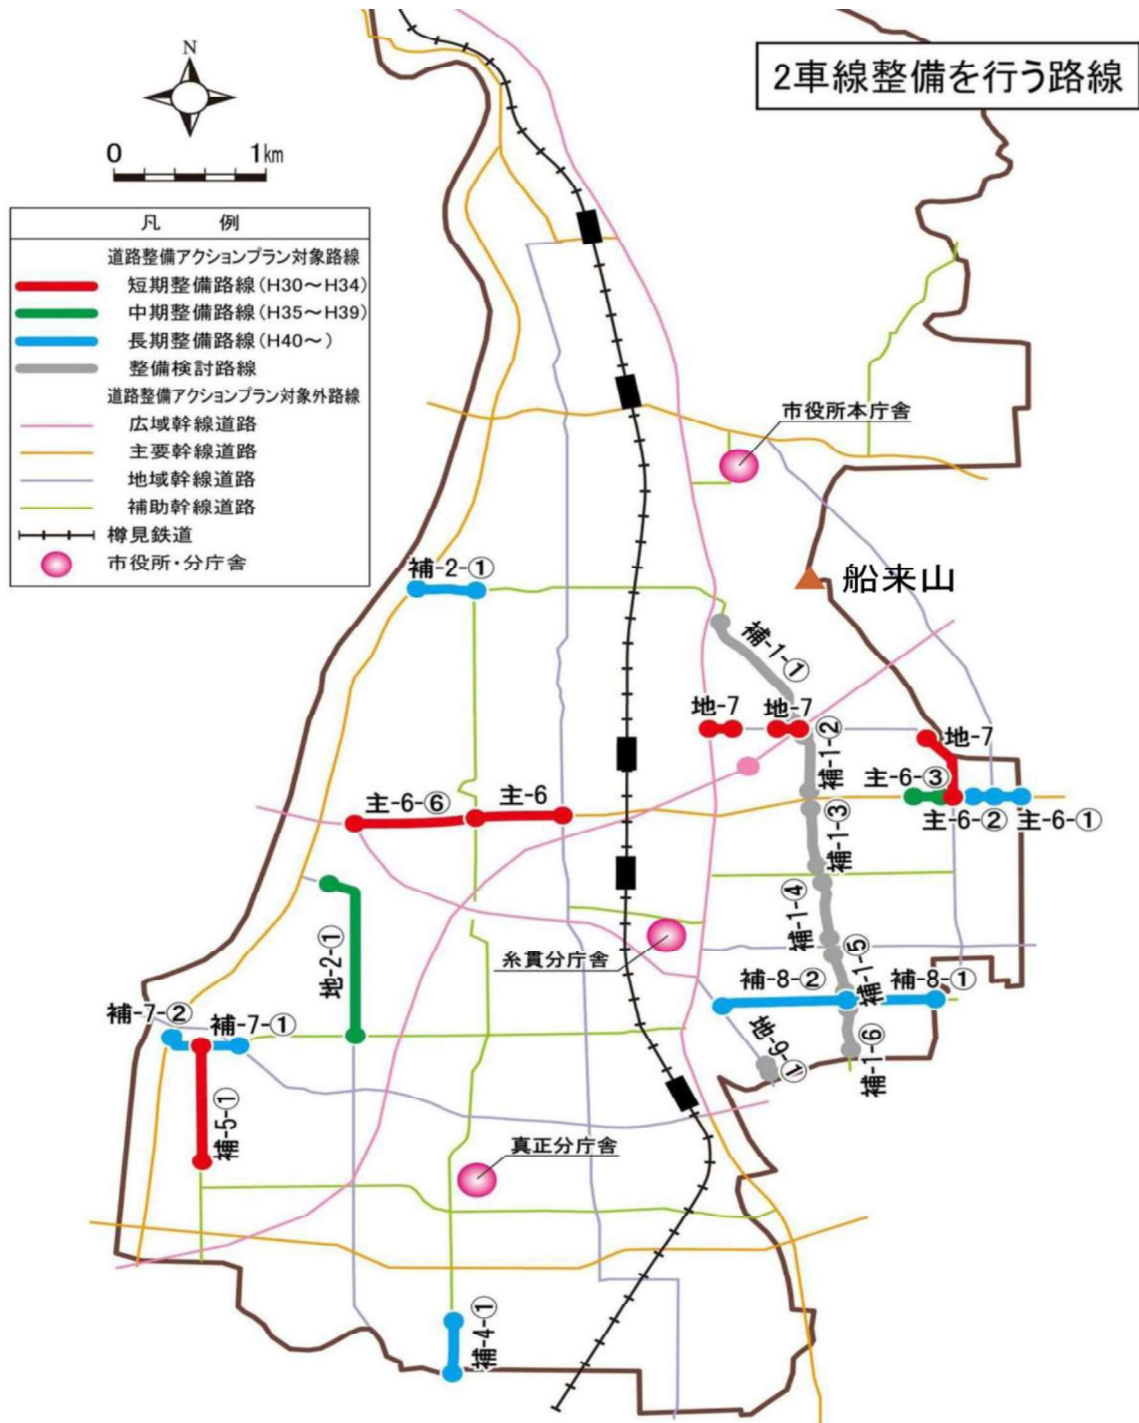 2車線整備を行う路線
N
0 1km
凡 例
道路整備アクションプラン対象路線
短期整備路線(H30～H34)
中期整備路線(H35～H39)
長期整備路線(H40～)
整備検討路線
道路整備アクションプラン対象外路線
広域幹線道路
主要幹線道路
地域幹線道路
補助幹線道路
樽見鉄道
市役所・分庁舎
市役所本庁舎
補-2-①
船来山
補-1-①
地-7
地-7
補-1-②
地-7
主-6-③
主-6-⑥
主-6
補-1-③
主-6-②
主-6-①
補-1-④
地-2-①
糸貫分庁舎
補-8-②
補-1-⑤
補-8-①
補-7-②
補-7-①
地-9-①
補-1-⑥
補-5-①
真正分庁舎
補-4-①